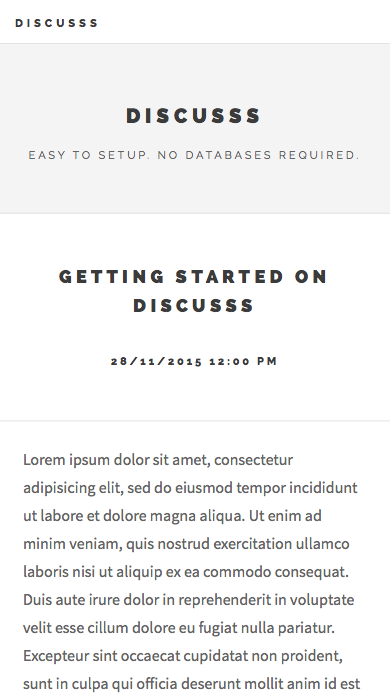 DISCUSSS
DISCUSSS
EASY TO SETUP. NO DATABASES REQUIRED.
GETTING STARTED ON
DISCUSSS
28/11/2015 12:00 PM
Lorem ipsum dolor sit amet, consectetur
adipisicing elit, sed do eiusmod tempor incididunt
ut labore et dolore magna aliqua. Ut enim ad
minim veniam, quis nostrud exercitation ullamco
laboris nisi ut aliquip ex ea commodo consequat.
Duis aute irure dolor in reprehenderit in voluptate
velit esse cillum dolore eu fugiat nulla pariatur.
Excepteur sint occaecat cupidatat non proident,
sunt in culpa qui officia deserunt mollit anim id est